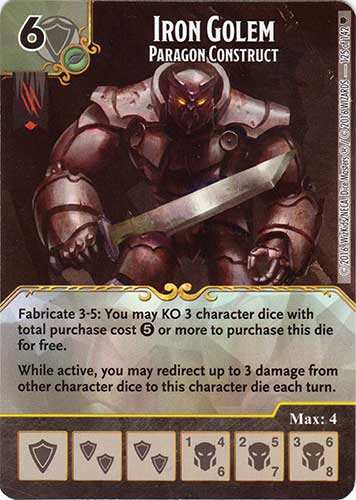 6
IRON GOLEM
PARAGON CONSTRUCT
Fabricate 3-5: You may KO 3 character dice with
total purchase cost 5 or more to purchase this die
for free.
While active, you may redirect up to 3 damage from
other character dice to this character die each turn.
Max: 4
1 4 4 6
2 5 5 7
3 6 6 8